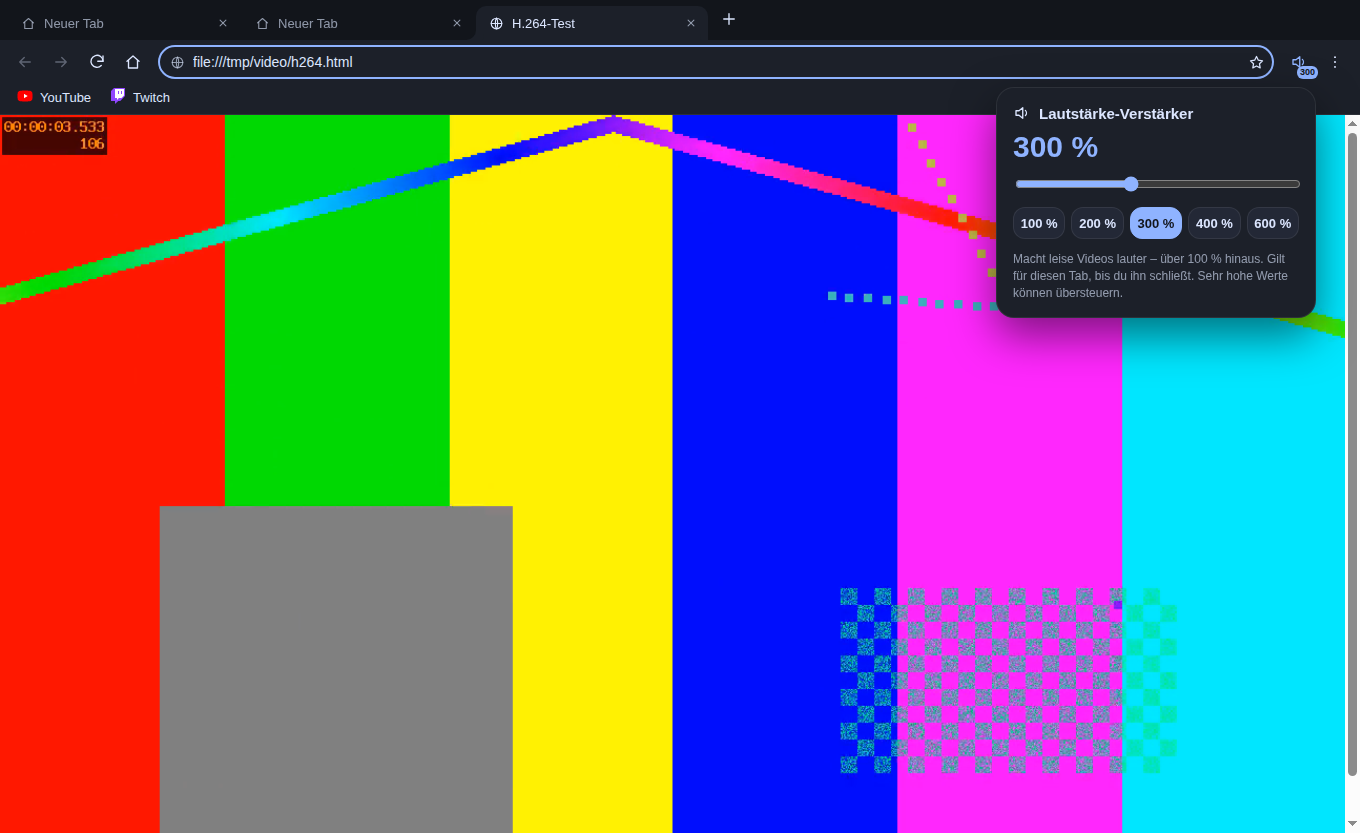 Neuer Tab
Neuer Tab
H.264-Test
file:///tmp/video/h264.html
300
YouTube
Twitch
00:00:03.533
106
Lautstärke-Verstärker
300 %
100 %
200 %
300 %
400 %
600 %
Macht leise Videos lauter – über 100 % hinaus. Gilt
für diesen Tab, bis du ihn schließt. Sehr hohe Werte
können übersteuern.